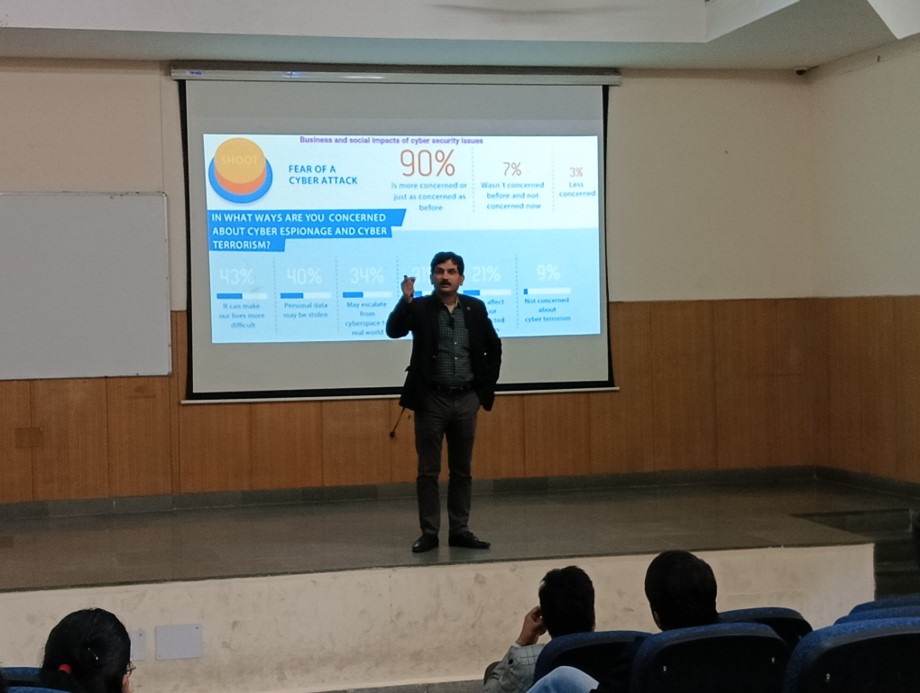 Business and social impacts of cyber security issues
SHOOT
FEAR OF A
CYBER ATTACK
90%
Is more concerned or
just as concerned as
before
7%
Wasn't concerned
before and not
concerned now
3%
Less
concerned
IN WHAT WAYS ARE YOU CONCERNED
ABOUT CYBER ESPIONAGE AND CYBER
TERRORISM?
43%
It can make
our lives more
difficult
40%
Personal data
may be stolen
34%
May escalate
from
cyberspace
real world
21%
affect
9%
Not concerned
about
cyber terrorism